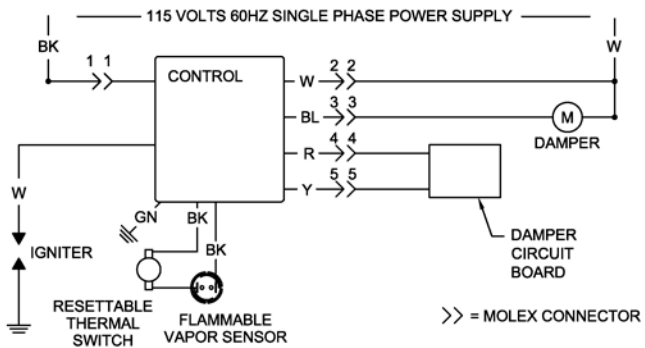 115 VOLTS 60HZ SINGLE PHASE POWER SUPPLY
BK
W
1 1
CONTROL
W
2 2
BL
3 3
M
DAMPER
R
4 4
Y
5 5
W
GN
BK
BK
IGNITER
DAMPER
CIRCUIT
BOARD
RESETTABLE
THERMAL
SWITCH
FLAMMABLE
VAPOR SENSOR
>> = MOLEX CONNECTOR